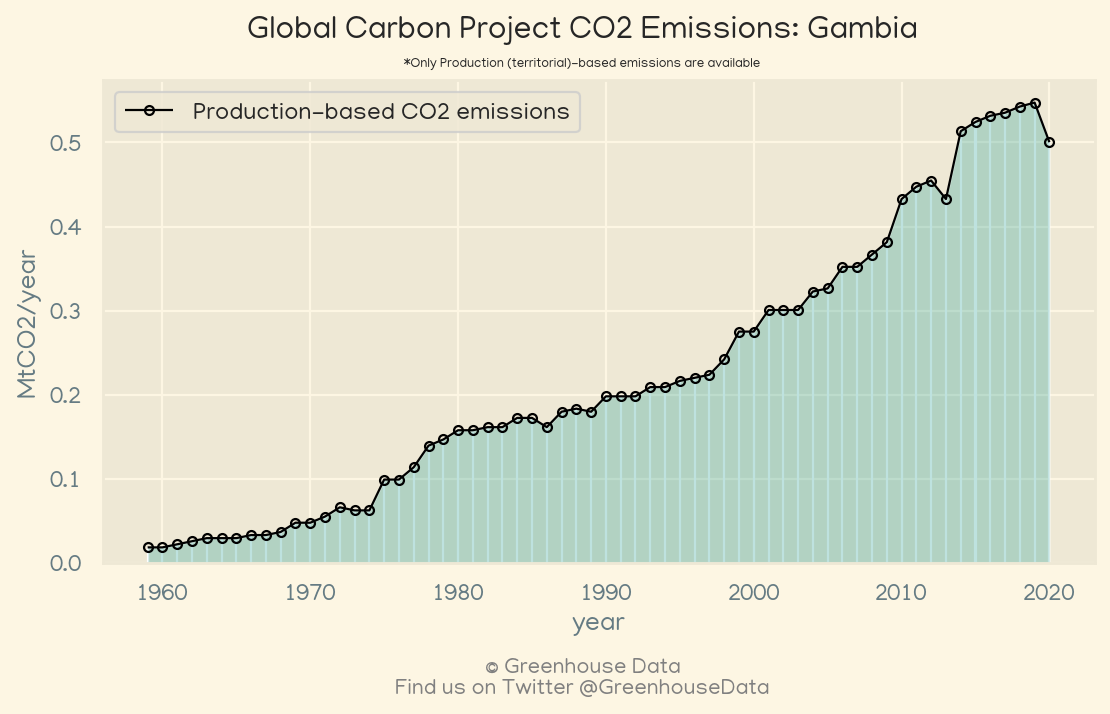 Global Carbon Project CO2 Emissions: Gambia
*Only Production (territorial)-based emissions are available
Production-based CO2 emissions
MtCO2/year
0.5
0.4
0.3
0.2
0.1
0.0
1960 1970 1980 1990 2000 2010 2020
year
© Greenhouse Data
Find us on Twitter @GreenhouseData